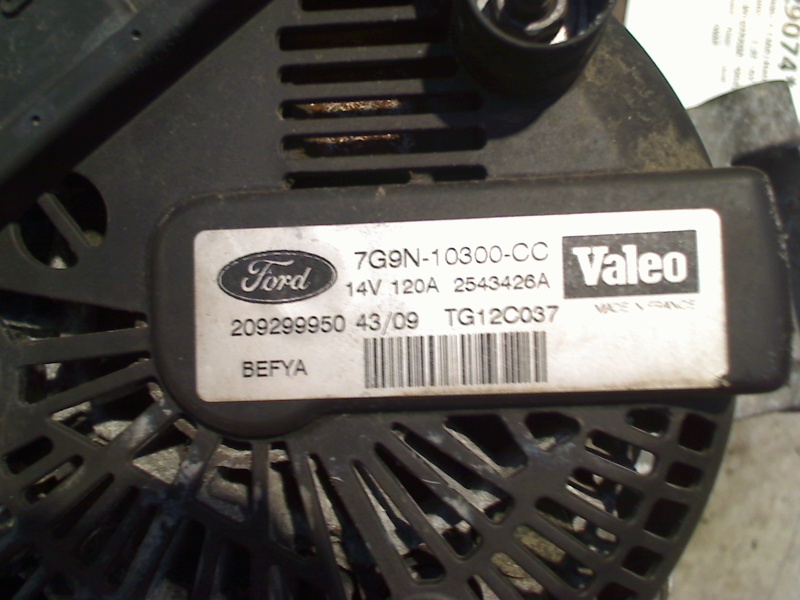 Ford
7G9N-10300-CC
14V 120A 2543426A
Valeo
MADE IN FRANCE
209299950 43/09 TG12C037
BEFYA